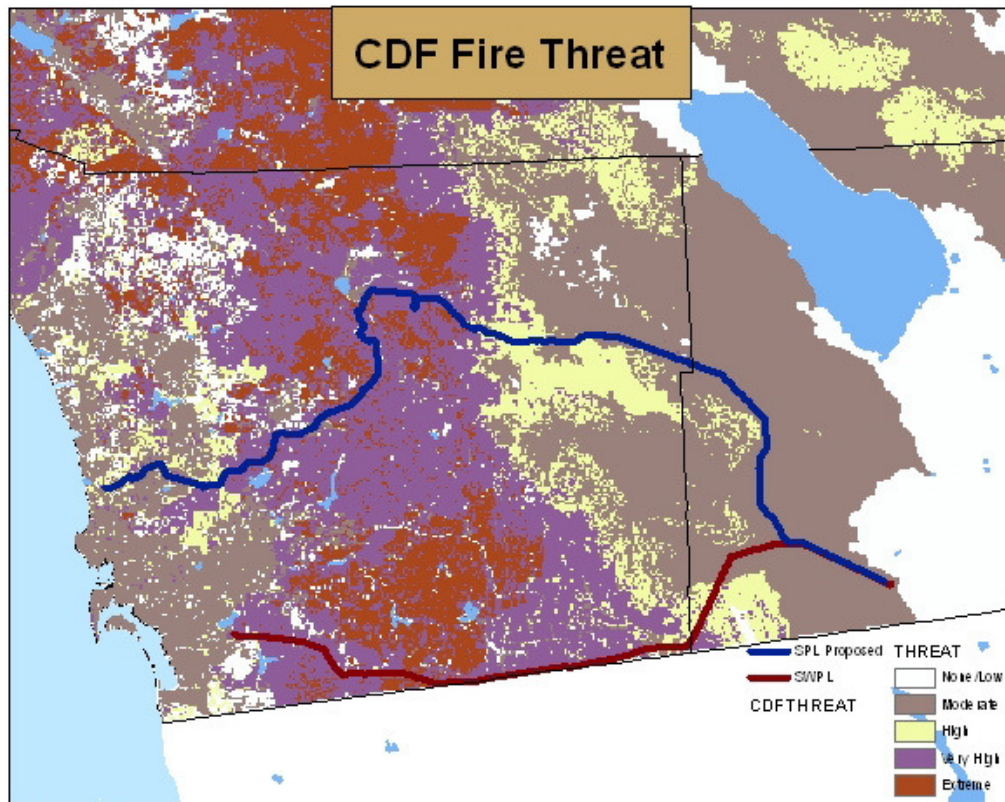 CDF Fire Threat
SPL Proposed
SWPL
CDFTHREAT
THREAT
None/Low
Moderate
High
Very High
Extreme